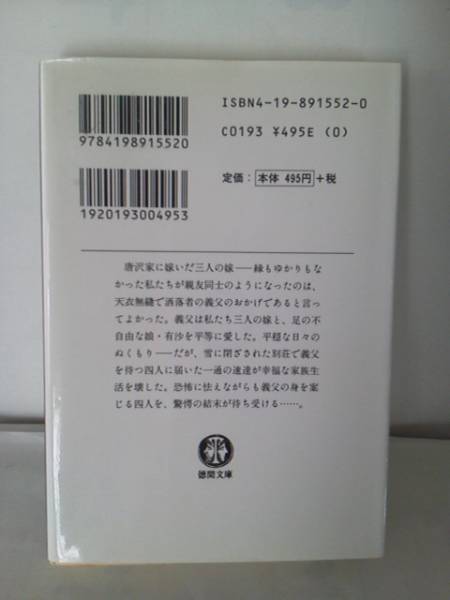 ISBN4-19-891552-0
C0193 ¥495E (0)
9784198915520
定価：本体 495円＋税
1920193004953
唐沢家に嫁いだ三人の嫁――縁もゆかりもな
かった私たちが親友同士のようになったのは、
天衣無縫で洒落者の義父のおかげであると言っ
てよかった。義父は私たち三人の嫁と、足の不
自由な娘・有沙を平等に愛した。平穏な日々の
ぬくもり――だが、雪に閉ざされた別荘で義父
を待つ四人に届いた一通の速達が幸福な家族生
活を壊した。恐怖に怯えながらも義父の身を案
じる四人を、驚愕の結末が待ち受ける……。
徳間文庫